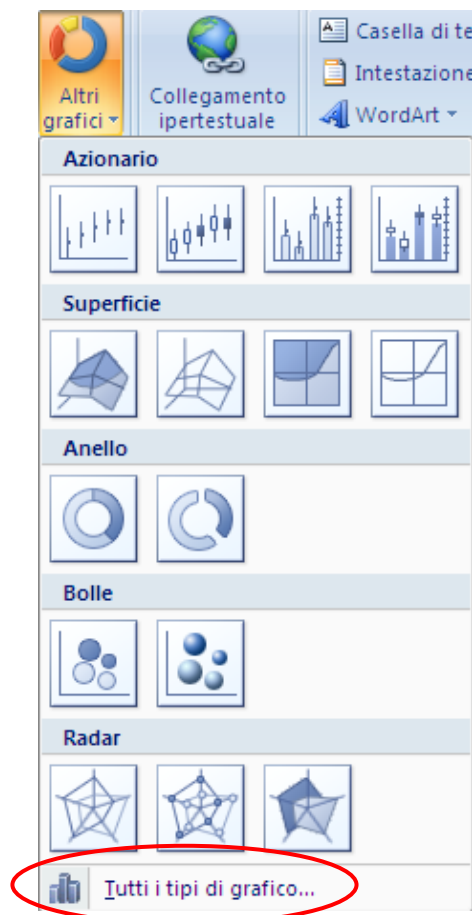 Altri
grafici
Collegamento
ipertestuale
Casella di te
Intestazione
WordArt
Azionario
Superficie
Anello
Bolle
Radar
Tutti i tipi di grafico...